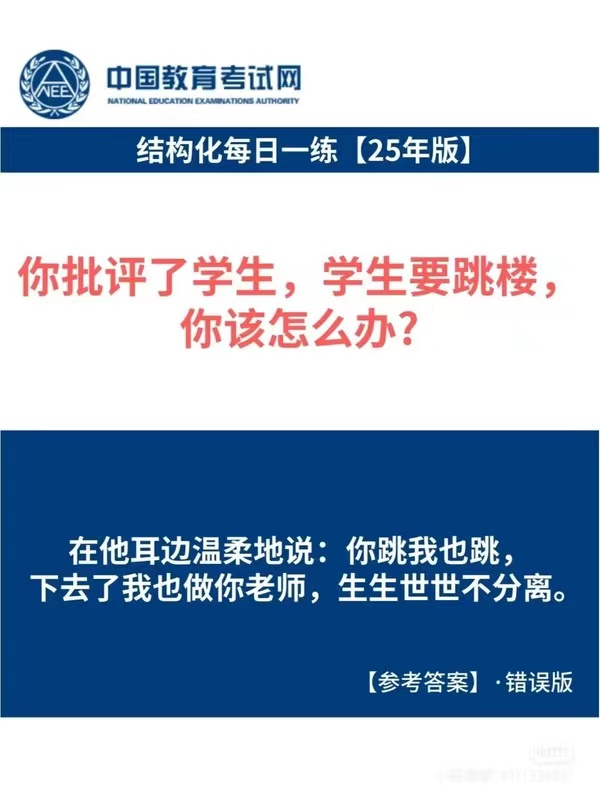 NEE
中国教育考试网
NATIONAL EDUCATION EXAMINATIONS AUTHORITY
结构化每日一练【25年版】
你批评了学生，学生要跳楼，
你该怎么办?
在他耳边温柔地说：你跳我也跳，
下去了我也做你老师，生生世世不分离。
【参考答案】·错误版